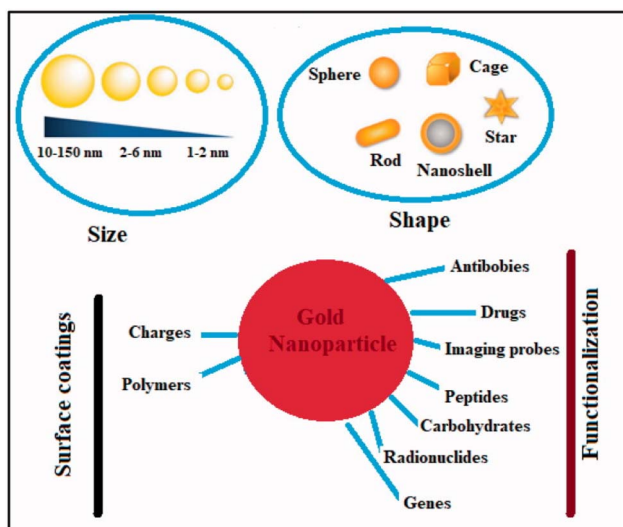 Sphere
Cage
Star
Rod
Nanoshell
10-150 nm 2-6 nm 1-2 nm
Size
Shape
Surface coatings
Charges
Polymers
Gold
Nanoparticle
Antibobies
Drugs
Imaging probes
Peptides
Carbohydrates
Radionuclides
Genes
Functionalization